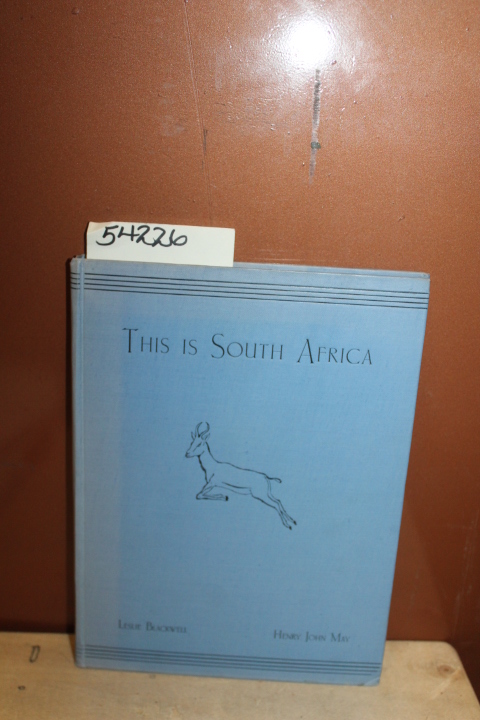 54226
THIS IS SOUTH AFRICA
LESLIE BLACKWELL
HENRY JOHN MAY